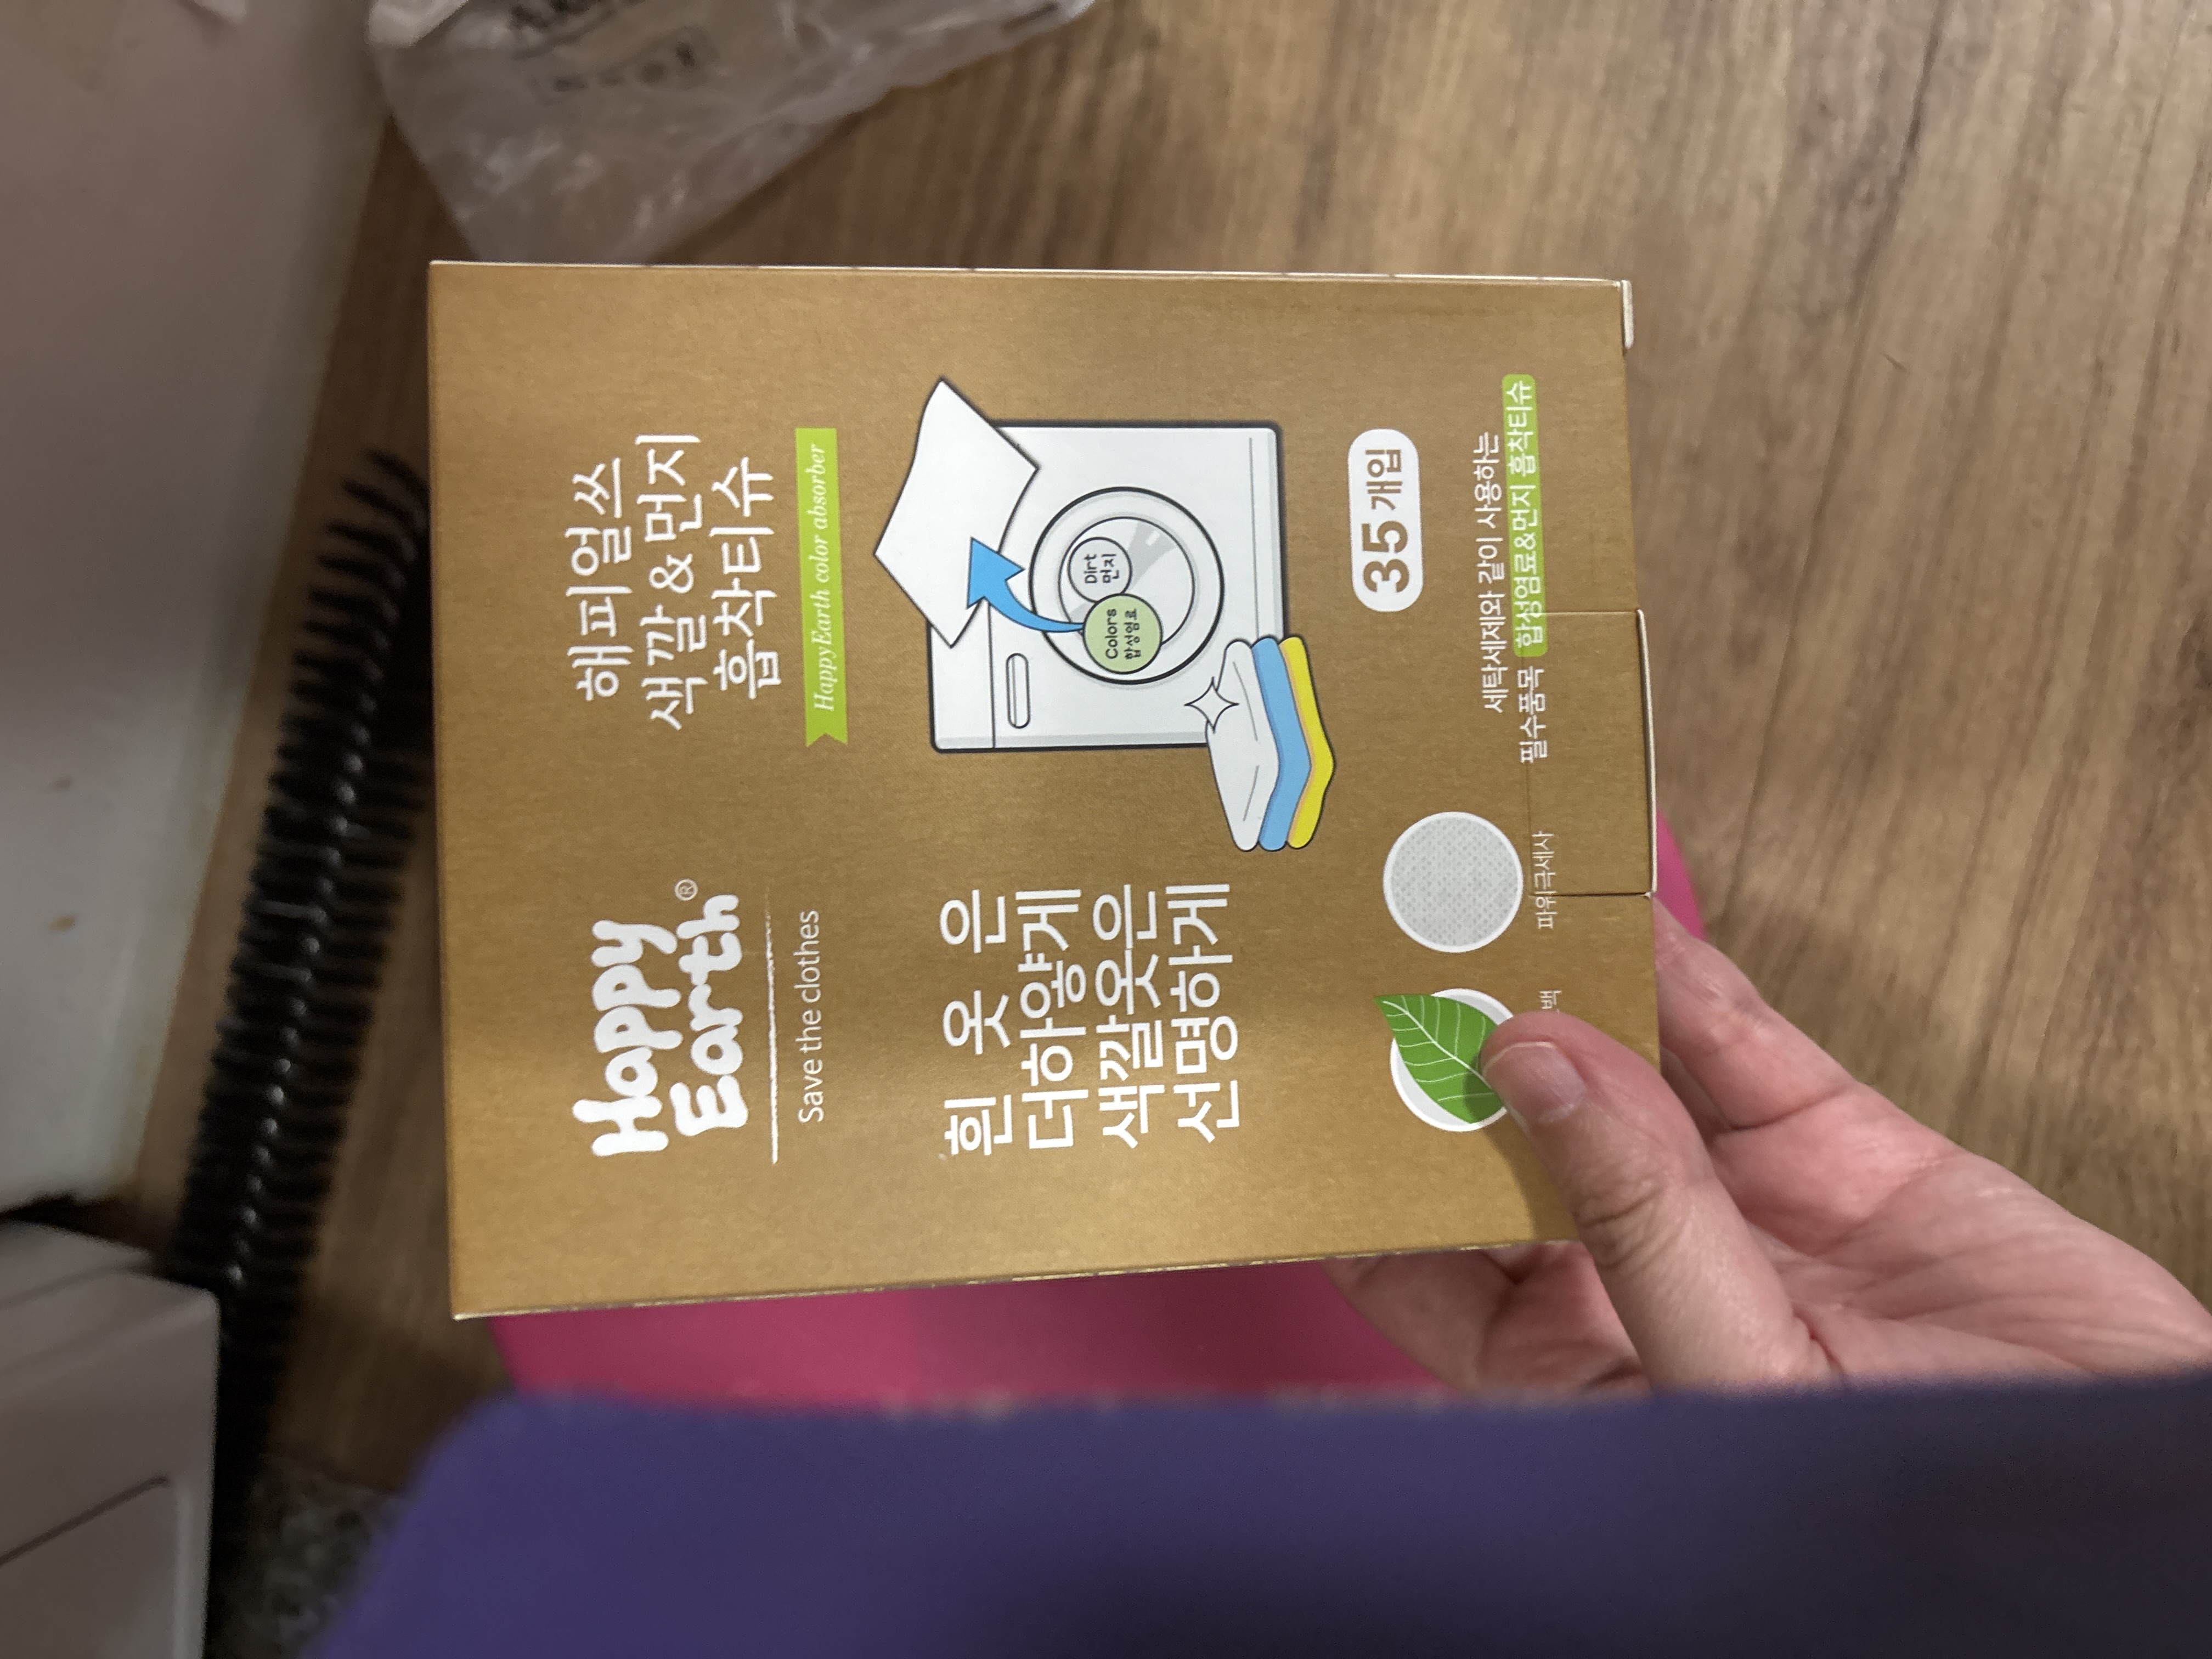 Happy
Earth®
Save the clothes
해피얼쓰
색깔&먼지
흡착티슈
HappyEarth color absorber
흰 옷 은
더하얗게
색깔옷은
선명하게
Colors
합성염료
Dirt
먼지
35개입
파워극세사
세탁세제와 같이 사용하는
필수품목 합성염료&먼지 흡착티슈